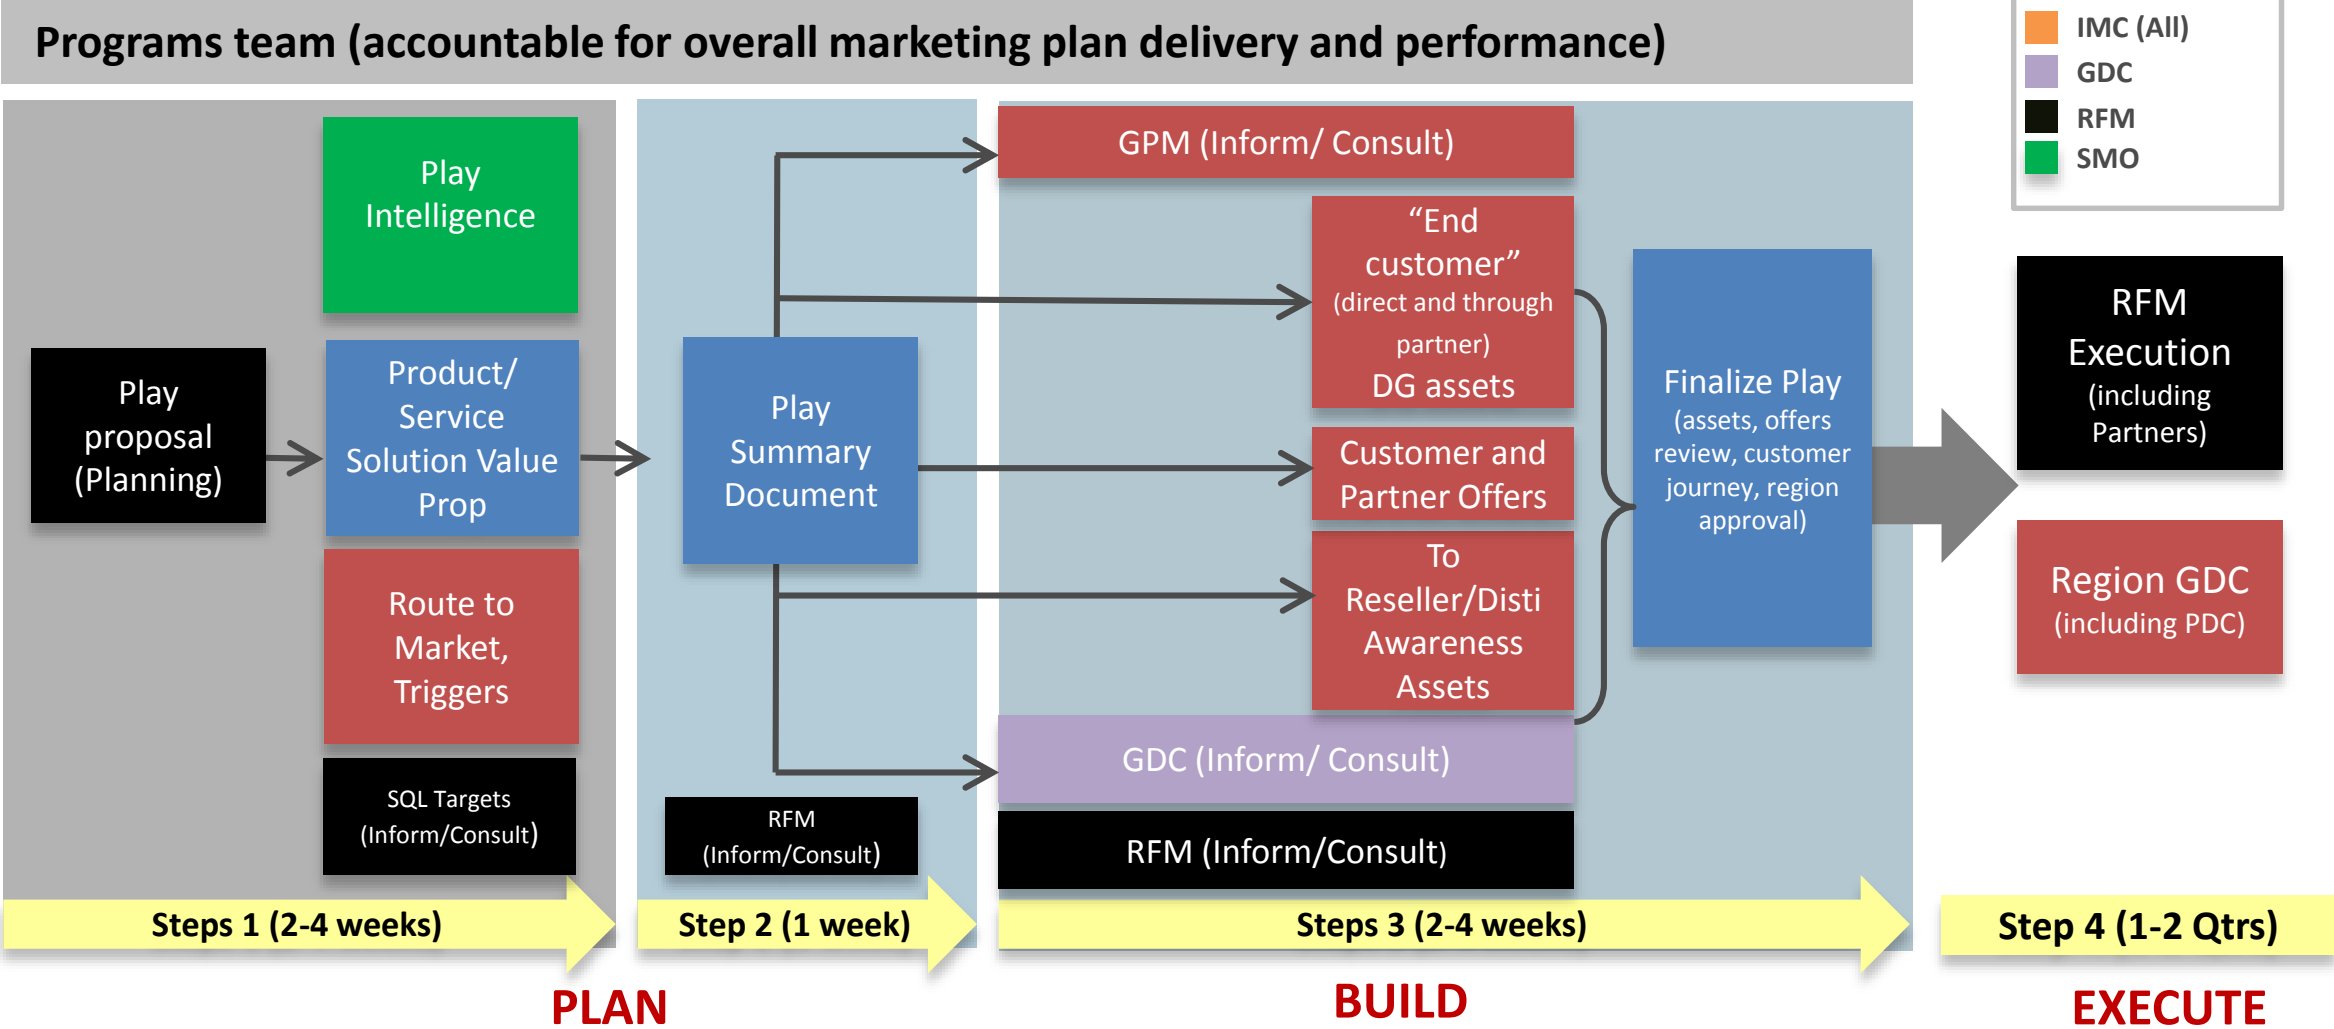 Programs team (accountable for overall marketing plan delivery and performance)
IMC (All)
GDC
RFM
SMO
Play
proposal
(Planning)
Play
Intelligence
Product/
Service
Solution Value
Prop
Route to
Market,
Triggers
SQL Targets
(Inform/Consult)
Play
Summary
Document
RFM
(Inform/Consult)
GPM (Inform/ Consult)
“End
customer”
(direct and through
partner)
DG assets
Customer and
Partner Offers
To
Reseller/Disti
Awareness
Assets
GDC (Inform/ Consult)
RFM (Inform/Consult)
Finalize Play
(assets, offers
review, customer
journey, region
approval)
RFM
Execution
(including
Partners)
Region GDC
(including PDC)
Steps 1 (2-4 weeks)
Step 2 (1 week)
Steps 3 (2-4 weeks)
Step 4 (1-2 Qtrs)
PLAN
BUILD
EXECUTE